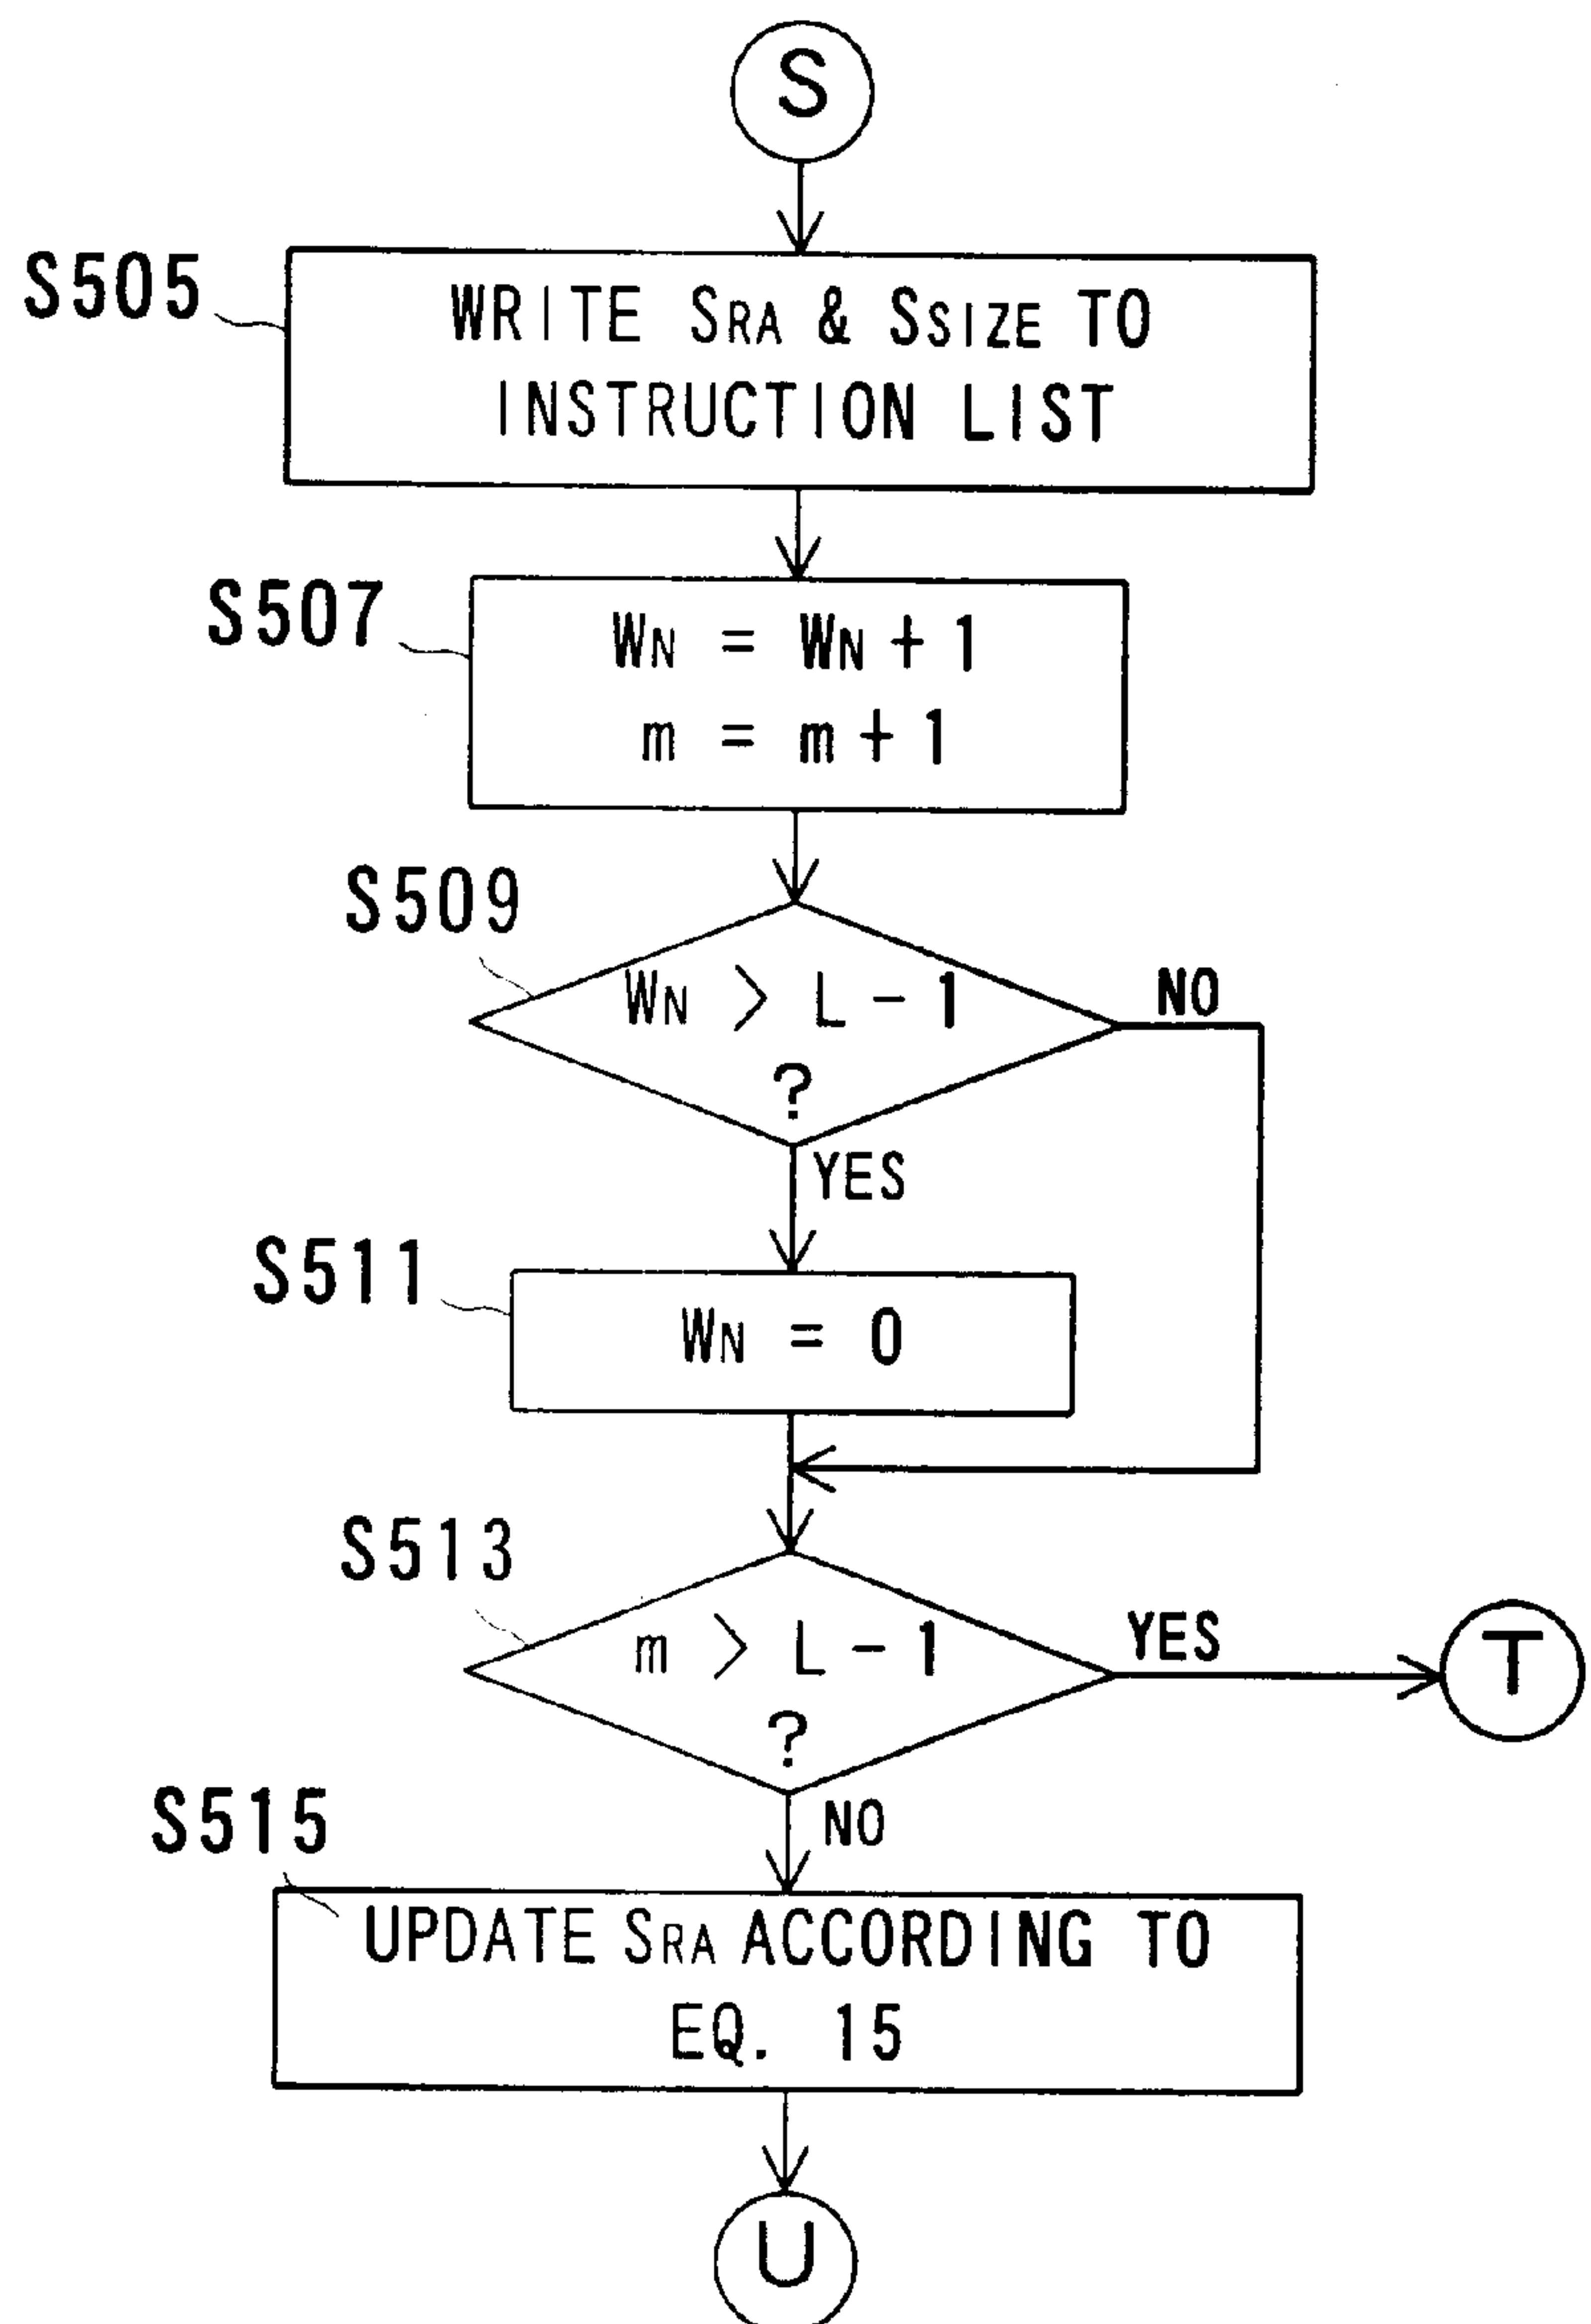 S
S505
WRITE SRA & SSIZE TO
INSTRUCTION LIST
S507
WN = WN + 1
m = m + 1
S509
WN > L - 1
?
NO
YES
S511
WN = 0
S513
m > L - 1
?
YES
T
NO
S515
UPDATE SRA ACCORDING TO
EQ. 15
U